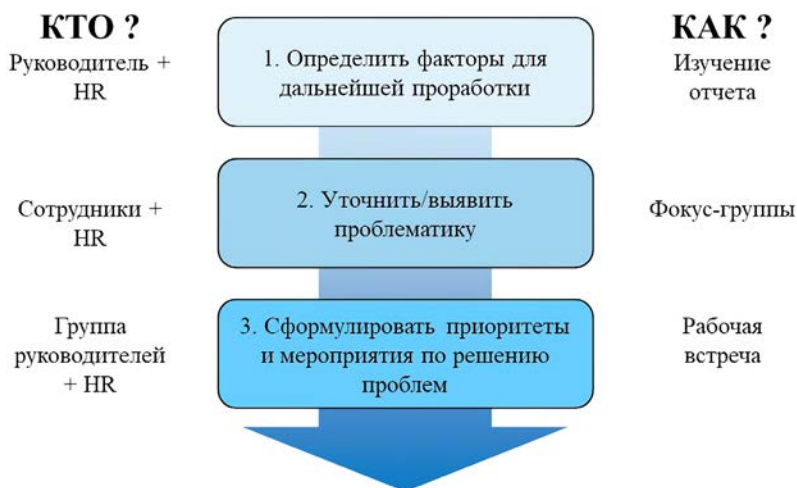 КТО ?
КАК ?
Руководитель +
HR
1. Определить факторы для
дальнейшей проработки
Изучение
отчета
Сотрудники +
HR
2. Уточнить/выявить
проблематику
Фокус-группы
Группа
руководителей
+ HR
3. Сформулировать приоритеты
и мероприятия по решению
проблем
Рабочая
встреча